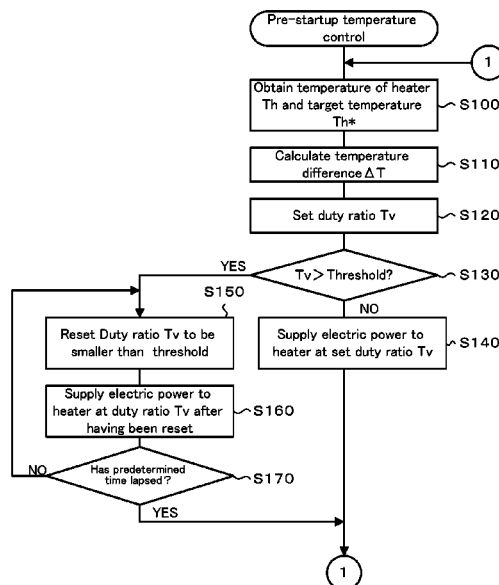 Pre-startup temperature
control
1
Obtain temperature of heater
Th and target temperature
Th*
S100
Calculate temperature
difference ΔT
S110
Set duty ratio Tv
S120
Tv>Threshold?
S130
YES
NO
S150
Reset Duty ratio Tv to be
smaller than threshold
Supply electric power to
heater at set duty ratio Tv
S140
Supply electric power to
heater at duty ratio Tv after
having been reset
S160
Has predetermined
time lapsed?
S170
NO
YES
1